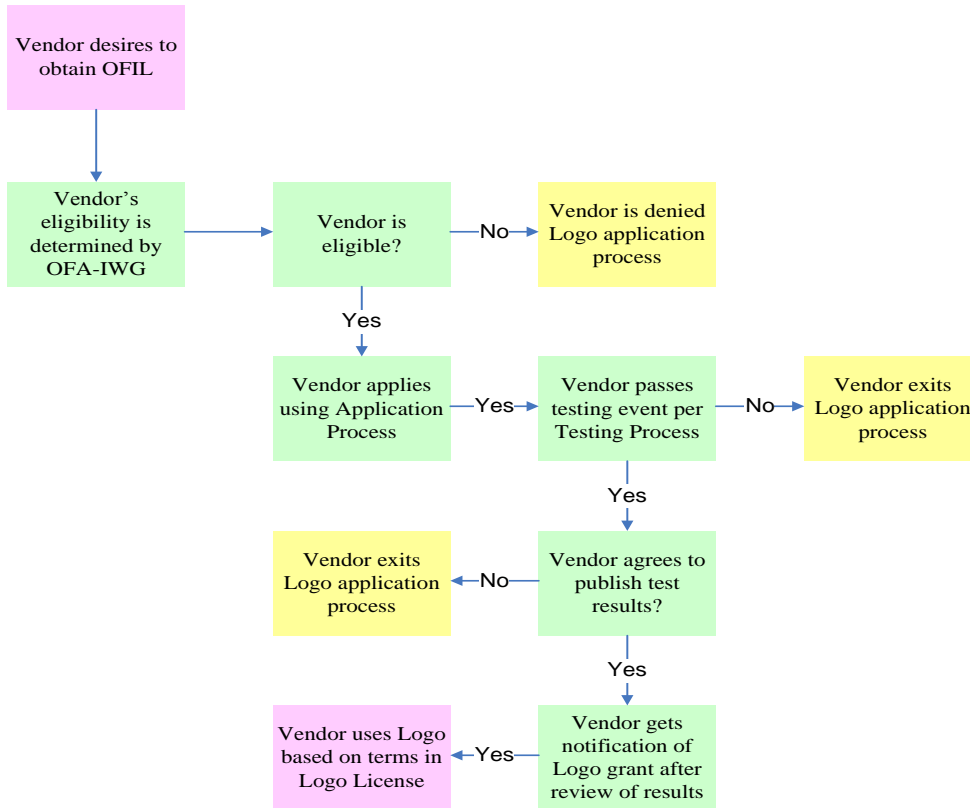 Vendor desires to
obtain OFIL
Vendor's
eligibility is
determined by
OFA-IWG
Vendor is
eligible?
No
Vendor is denied
Logo application
process
Yes
Vendor applies
using Application
Process
Yes
Vendor passes
testing event per
Testing Process
No
Vendor exits
Logo application
process
Yes
Vendor exits
Logo application
process
No
Vendor agrees to
publish test
results?
Yes
Vendor uses Logo
based on terms in
Logo License
Yes
Vendor gets
notification of
Logo grant after
review of results